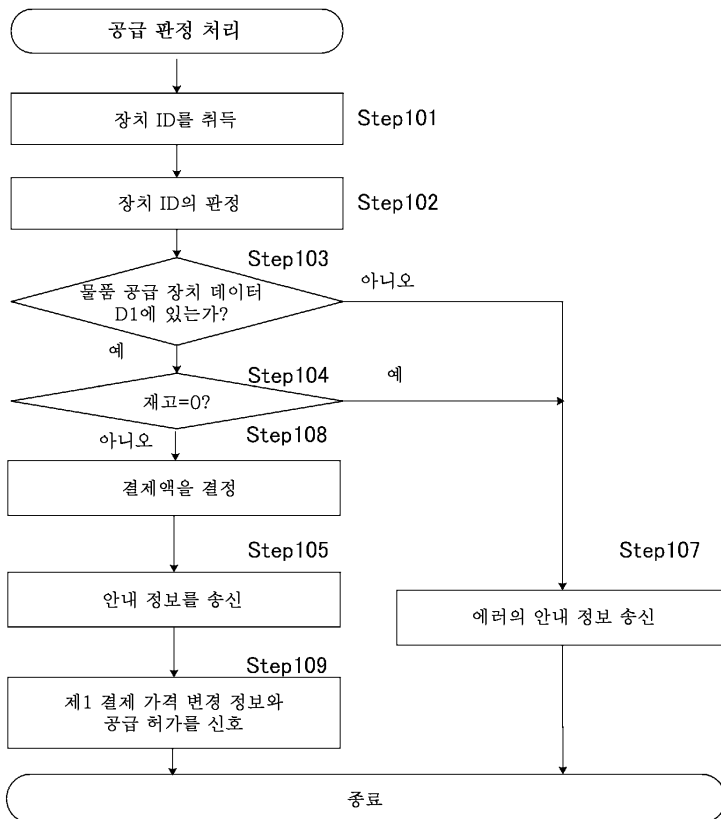 공급 판정 처리
장치 ID를 취득
Step101
장치 ID의 판정
Step102
Step103
물품 공급 장치 데이터
D1에 있는가?
아니오
예
Step104
재고=0?
예
아니오
Step108
결제액을 결정
Step105
안내 정보를 송신
Step107
에러의 안내 정보 송신
Step109
제1 결제 가격 변경 정보와
공급 허가를 신호
종료